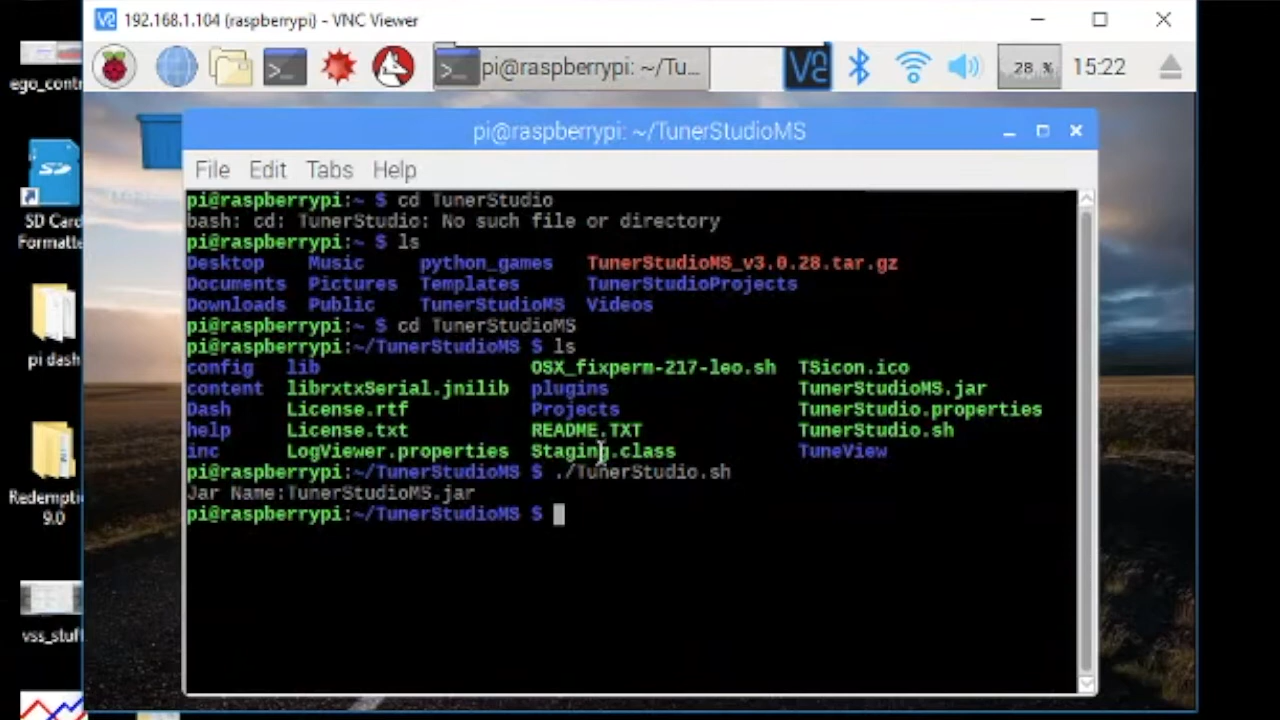 192.168.1.104 (raspberrypi) - VNC Viewer
pi@raspberrypi: ~/Tu...
28 %
15:22
ego_contr
SD Card
Formatte
pi dash
Redempti
9.0
vss_stuff
pi@raspberrypi: ~/TunerStudioMS
File Edit Tabs Help
pi@raspberrypi:~ $ cd TunerStudio
bash: cd: TunerStudio: No such file or directory
pi@raspberrypi:~ $ ls
Desktop Music python_games TunerStudioMS_v3.0.28.tar.gz
Documents Pictures Templates TunerStudioProjects
Downloads Public TunerStudioMS Videos
pi@raspberrypi:~ $ cd TunerStudioMS
pi@raspberrypi:~/TunerStudioMS $ ls
config lib OSX_fixperm-217-leo.sh TSicon.ico
content librxtxSerial.jnilib plugins TunerStudioMS.jar
Dash License.rtf Projects TunerStudio.properties
help License.txt README.TXT TunerStudio.sh
inc LogViewer.properties Staging.class TuneView
pi@raspberrypi:~/TunerStudioMS $ ./TunerStudio.sh
Jar Name:TunerStudioMS.jar
pi@raspberrypi:~/TunerStudioMS $